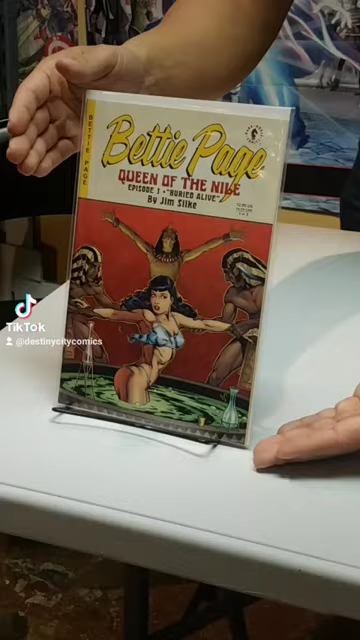 BETTIE PAGE
Bettie Page
QUEEN OF THE NILE
EPISODE 1 • "BURIED ALIVE"
By Jim Silke
TikTok
@destinycitycomics